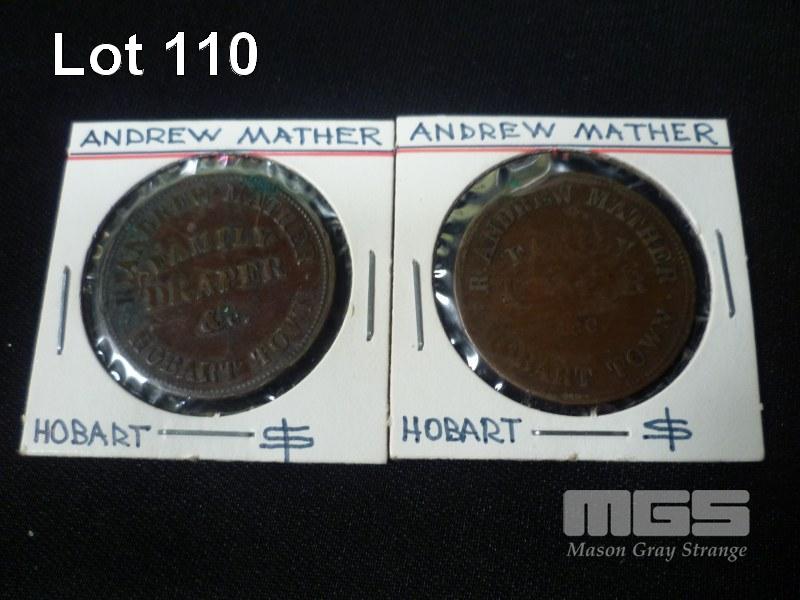 Lot 110
ANDREW MATHER
R. ANDREW MATHER
FAMILY
DRAPER
&c.
HOBART TOWN
HOBART $
ANDREW MATHER
R. ANDREW MATHER
HOBART TOWN
HOBART $
MGS
Mason Gray Strange